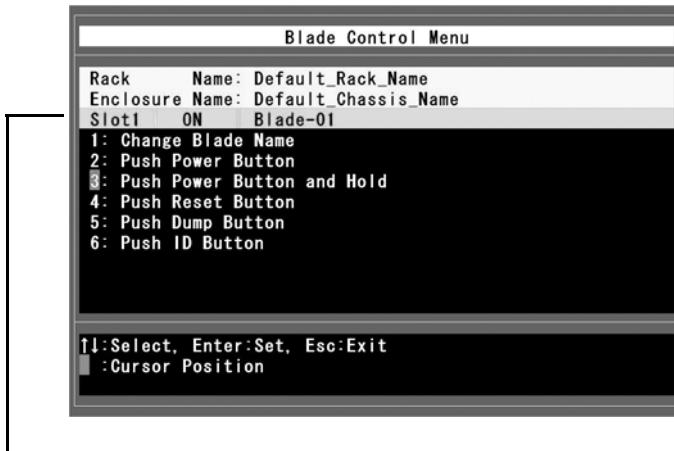 Blade Control Menu
Rack Name: Default_Rack_Name
Enclosure Name: Default_Chassis_Name
Slot1 ON Blade-01
1: Change Blade Name
2: Push Power Button
3: Push Power Button and Hold
4: Push Reset Button
5: Push Dump Button
6: Push ID Button
↑↓:Select, Enter:Set, Esc:Exit
:Cursor Position